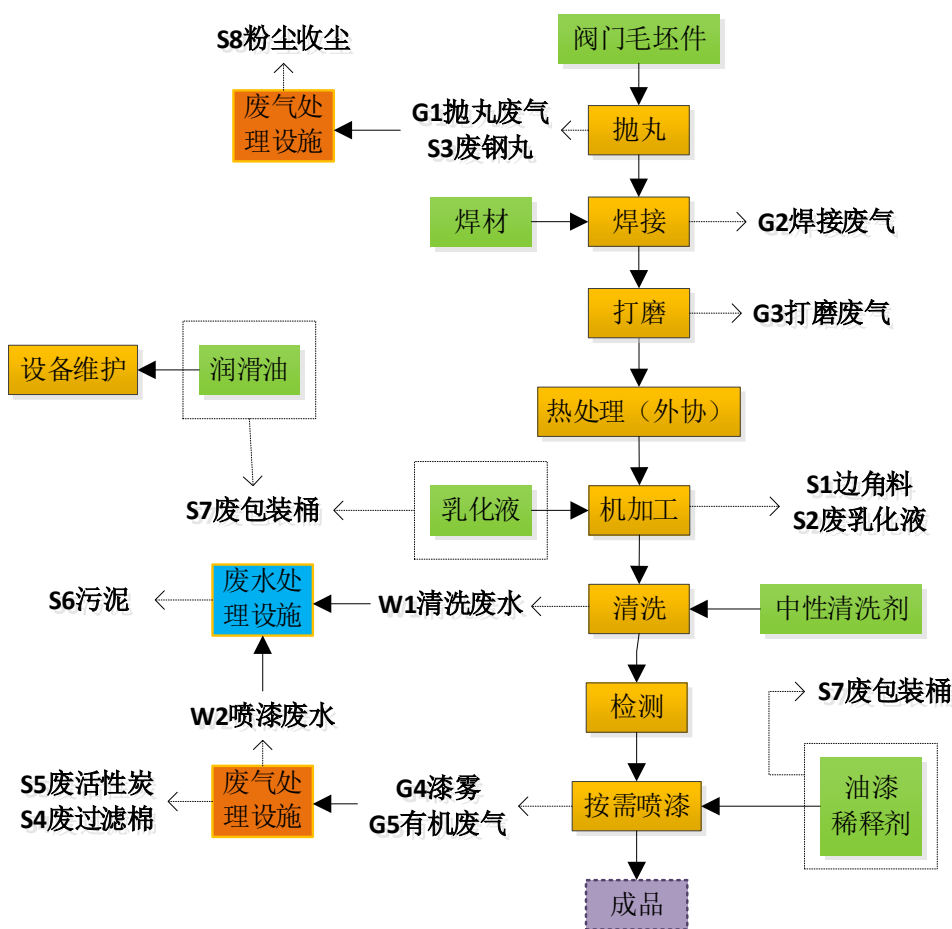 S8粉尘收尘
阀门毛坯件
废气处
理设施
G1抛丸废气
S3废钢丸
抛丸
焊材
焊接
G2焊接废气
打磨
G3打磨废气
设备维护
润滑油
热处理（外协）
S7废包装桶
乳化液
机加工
S1边角料
S2废乳化液
S6污泥
废水处
理设施
W1清洗废水
清洗
中性清洗剂
W2喷漆废水
检测
S7废包装桶
S5废活性炭
S4废过滤棉
废气处
理设施
G4漆雾
G5有机废气
按需喷漆
油漆
稀释剂
成品